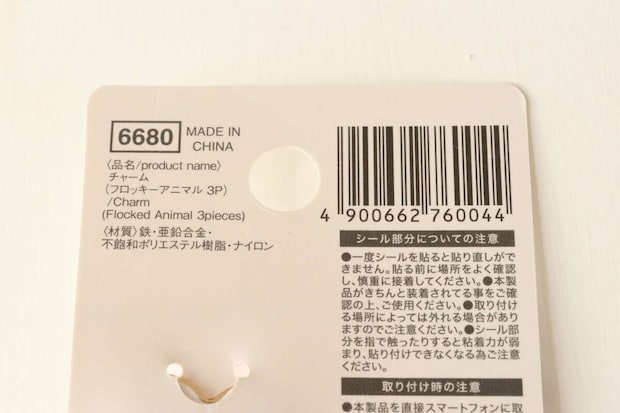 6680 MADE IN
CHINA
〈品名/product name〉
チャーム
(フロッキーアニマル 3P)
/Charm
(Flocked Animal 3pieces)
〈材質〉鉄・亜鉛合金・
不飽和ポリエステル樹脂・ナイロン
4 900662 760044
シール部分についての注意
●一度シールを貼ると貼り直しがで
きません。貼る前に場所をよく確認
し、慎重に接着してください。●本製
品がきちんと装着されてる事をご確
認の上、ご使用ください。●取り付け
る場所によっては外れる場合があり
ますのでご注意ください。●シール部
分を指で触ったりすると粘着力が弱
まり、貼り付けできなくなる為ご注意
ください。
取り付け時の注意
●本製品を直接スマートフォンに取